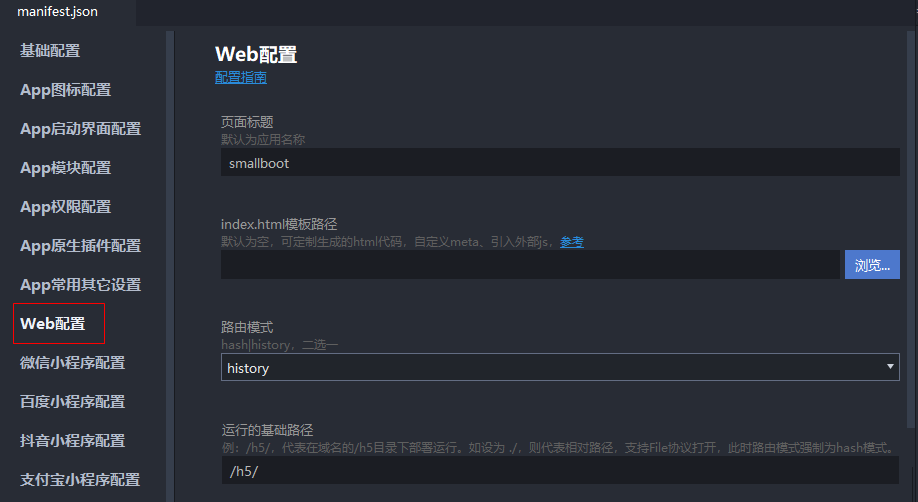 manifest.json
基础配置
App图标配置
App启动界面配置
App模块配置
App权限配置
App原生插件配置
App常用其它设置
Web配置
微信小程序配置
百度小程序配置
抖音小程序配置
支付宝小程序配置
Web配置
配置指南
页面标题
默认为应用名称
smallboot
index.html模板路径
默认为空，可定制生成的html代码，自定义meta、引入外部js，参考
浏览...
路由模式
hash|history，二选一
history
运行的基础路径
例：/h5/，代表在域名的/h5目录下部署运行。如设为 ./，则代表相对路径，支持File协议打开，此时路由模式强制为hash模式。
/h5/